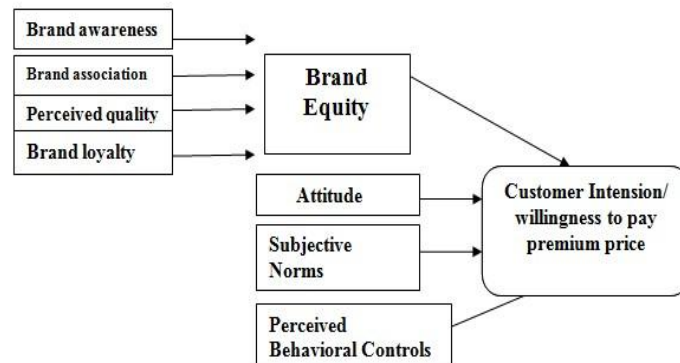 Brand awareness
Brand association
Perceived quality
Brand loyalty
Brand
Equity
Attitude
Subjective
Norms
Perceived
Behavioral Controls
Customer Intension/
willingness to pay
premium price